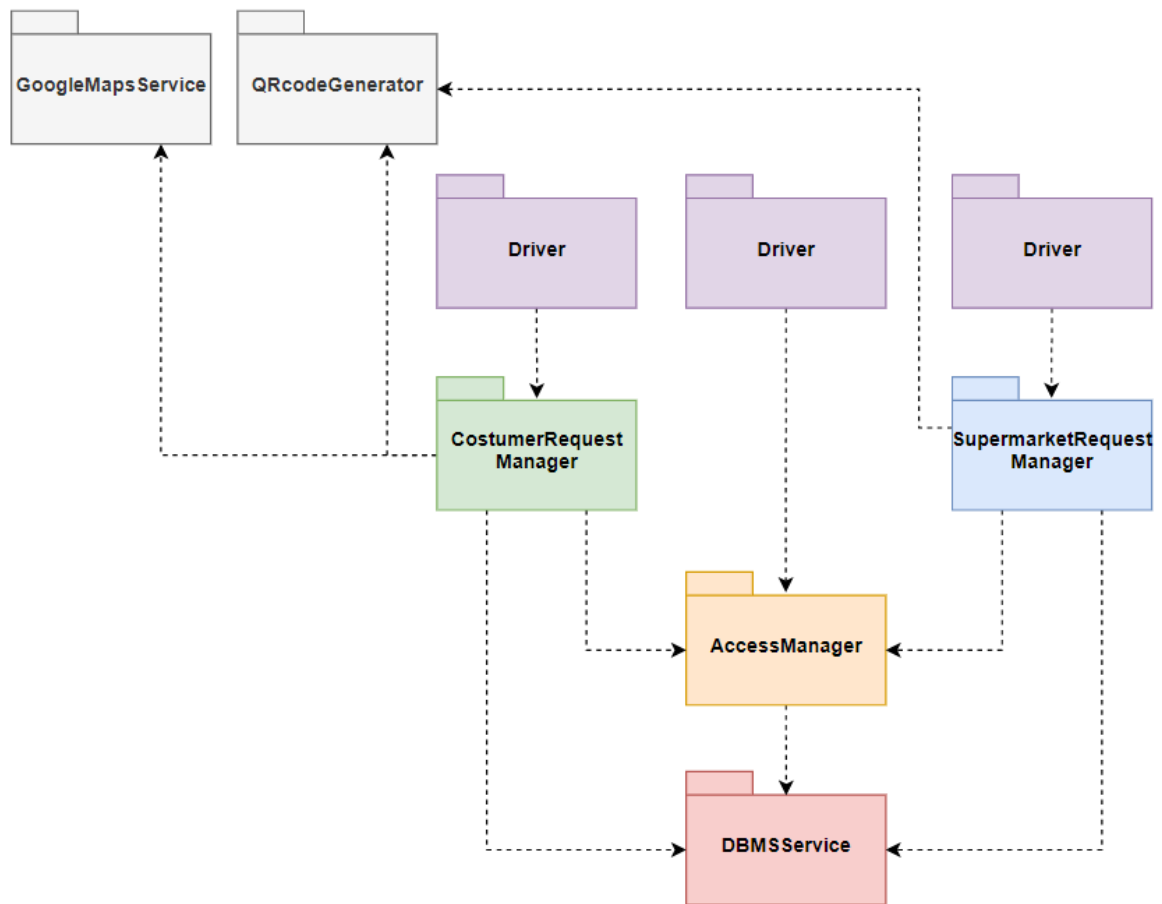 GoogleMapsService
QRcodeGenerator
Driver
Driver
Driver
CostumerRequest
Manager
SupermarketRequest
Manager
AccessManager
DBMSService